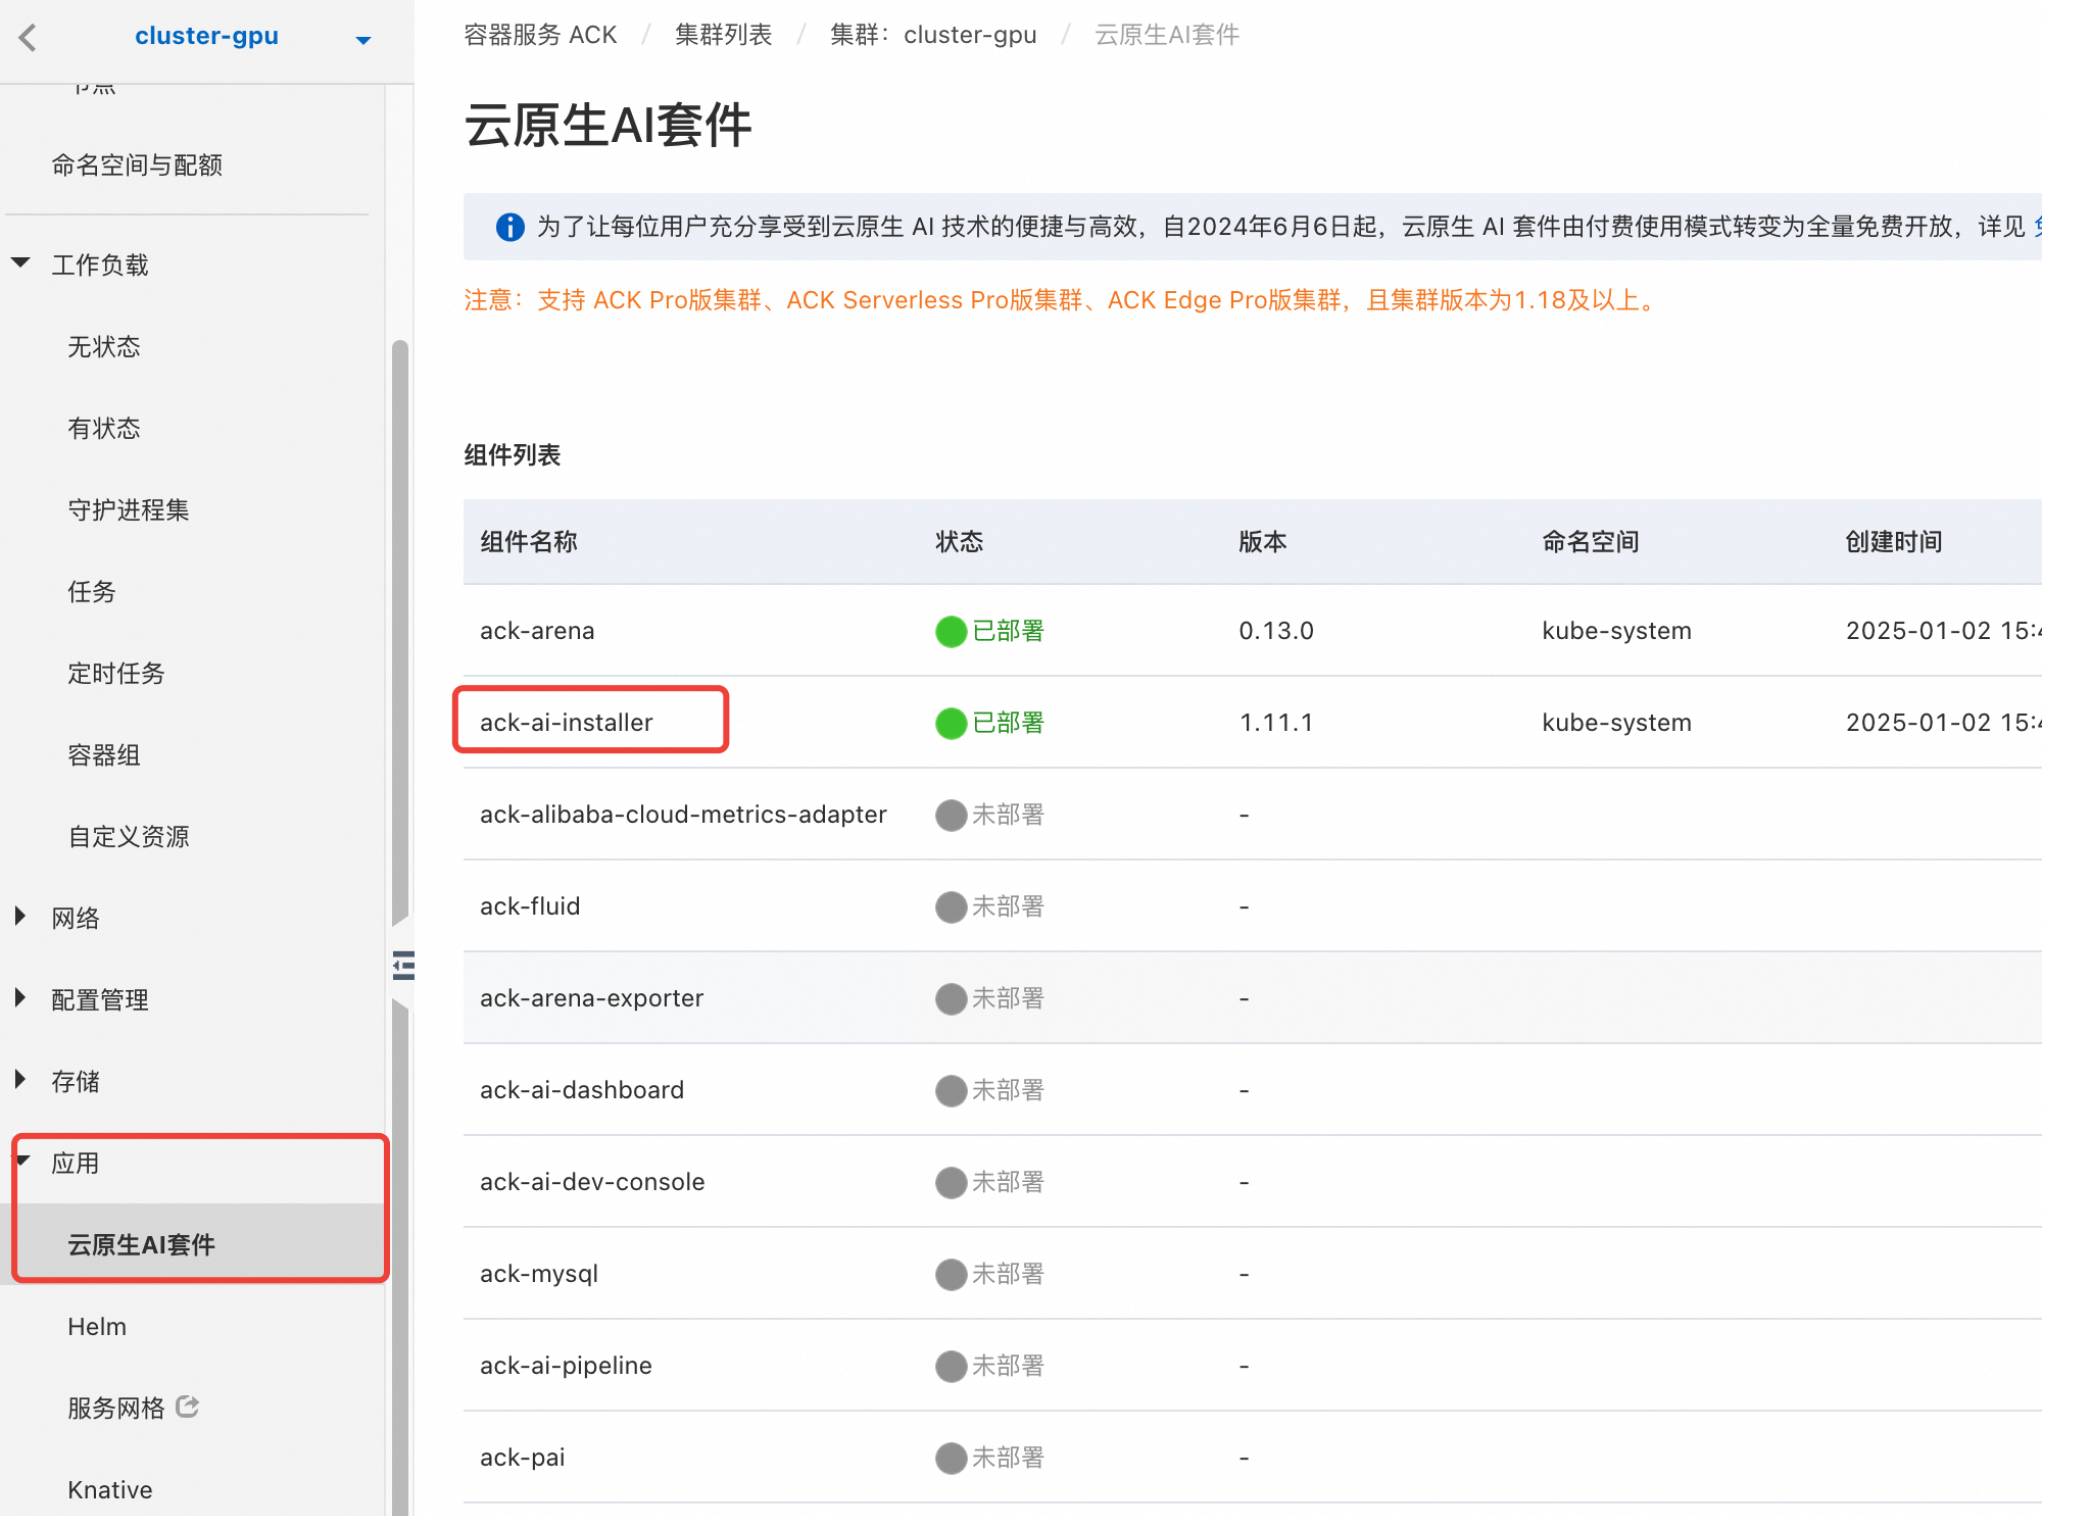 cluster-gpu
容器服务 ACK / 集群列表 / 集群：cluster-gpu / 云原生AI套件
节点
命名空间与配额
工作负载
无状态
有状态
守护进程集
任务
定时任务
容器组
自定义资源
网络
配置管理
存储
应用
云原生AI套件
Helm
服务网格
Knative
云原生AI套件
为了让每位用户充分享受到云原生 AI 技术的便捷与高效，自2024年6月6日起，云原生 AI 套件由付费使用模式转变为全量免费开放，详见
注意：支持 ACK Pro版集群、ACK Serverless Pro版集群、ACK Edge Pro版集群，且集群版本为1.18及以上。
组件列表
组件名称 状态 版本 命名空间 创建时间
ack-arena 已部署 0.13.0 kube-system 2025-01-02 15:4
ack-ai-installer 已部署 1.11.1 kube-system 2025-01-02 15:4
ack-alibaba-cloud-metrics-adapter 未部署 -
ack-fluid 未部署 -
ack-arena-exporter 未部署 -
ack-ai-dashboard 未部署 -
ack-ai-dev-console 未部署 -
ack-mysql 未部署 -
ack-ai-pipeline 未部署 -
ack-pai 未部署 -